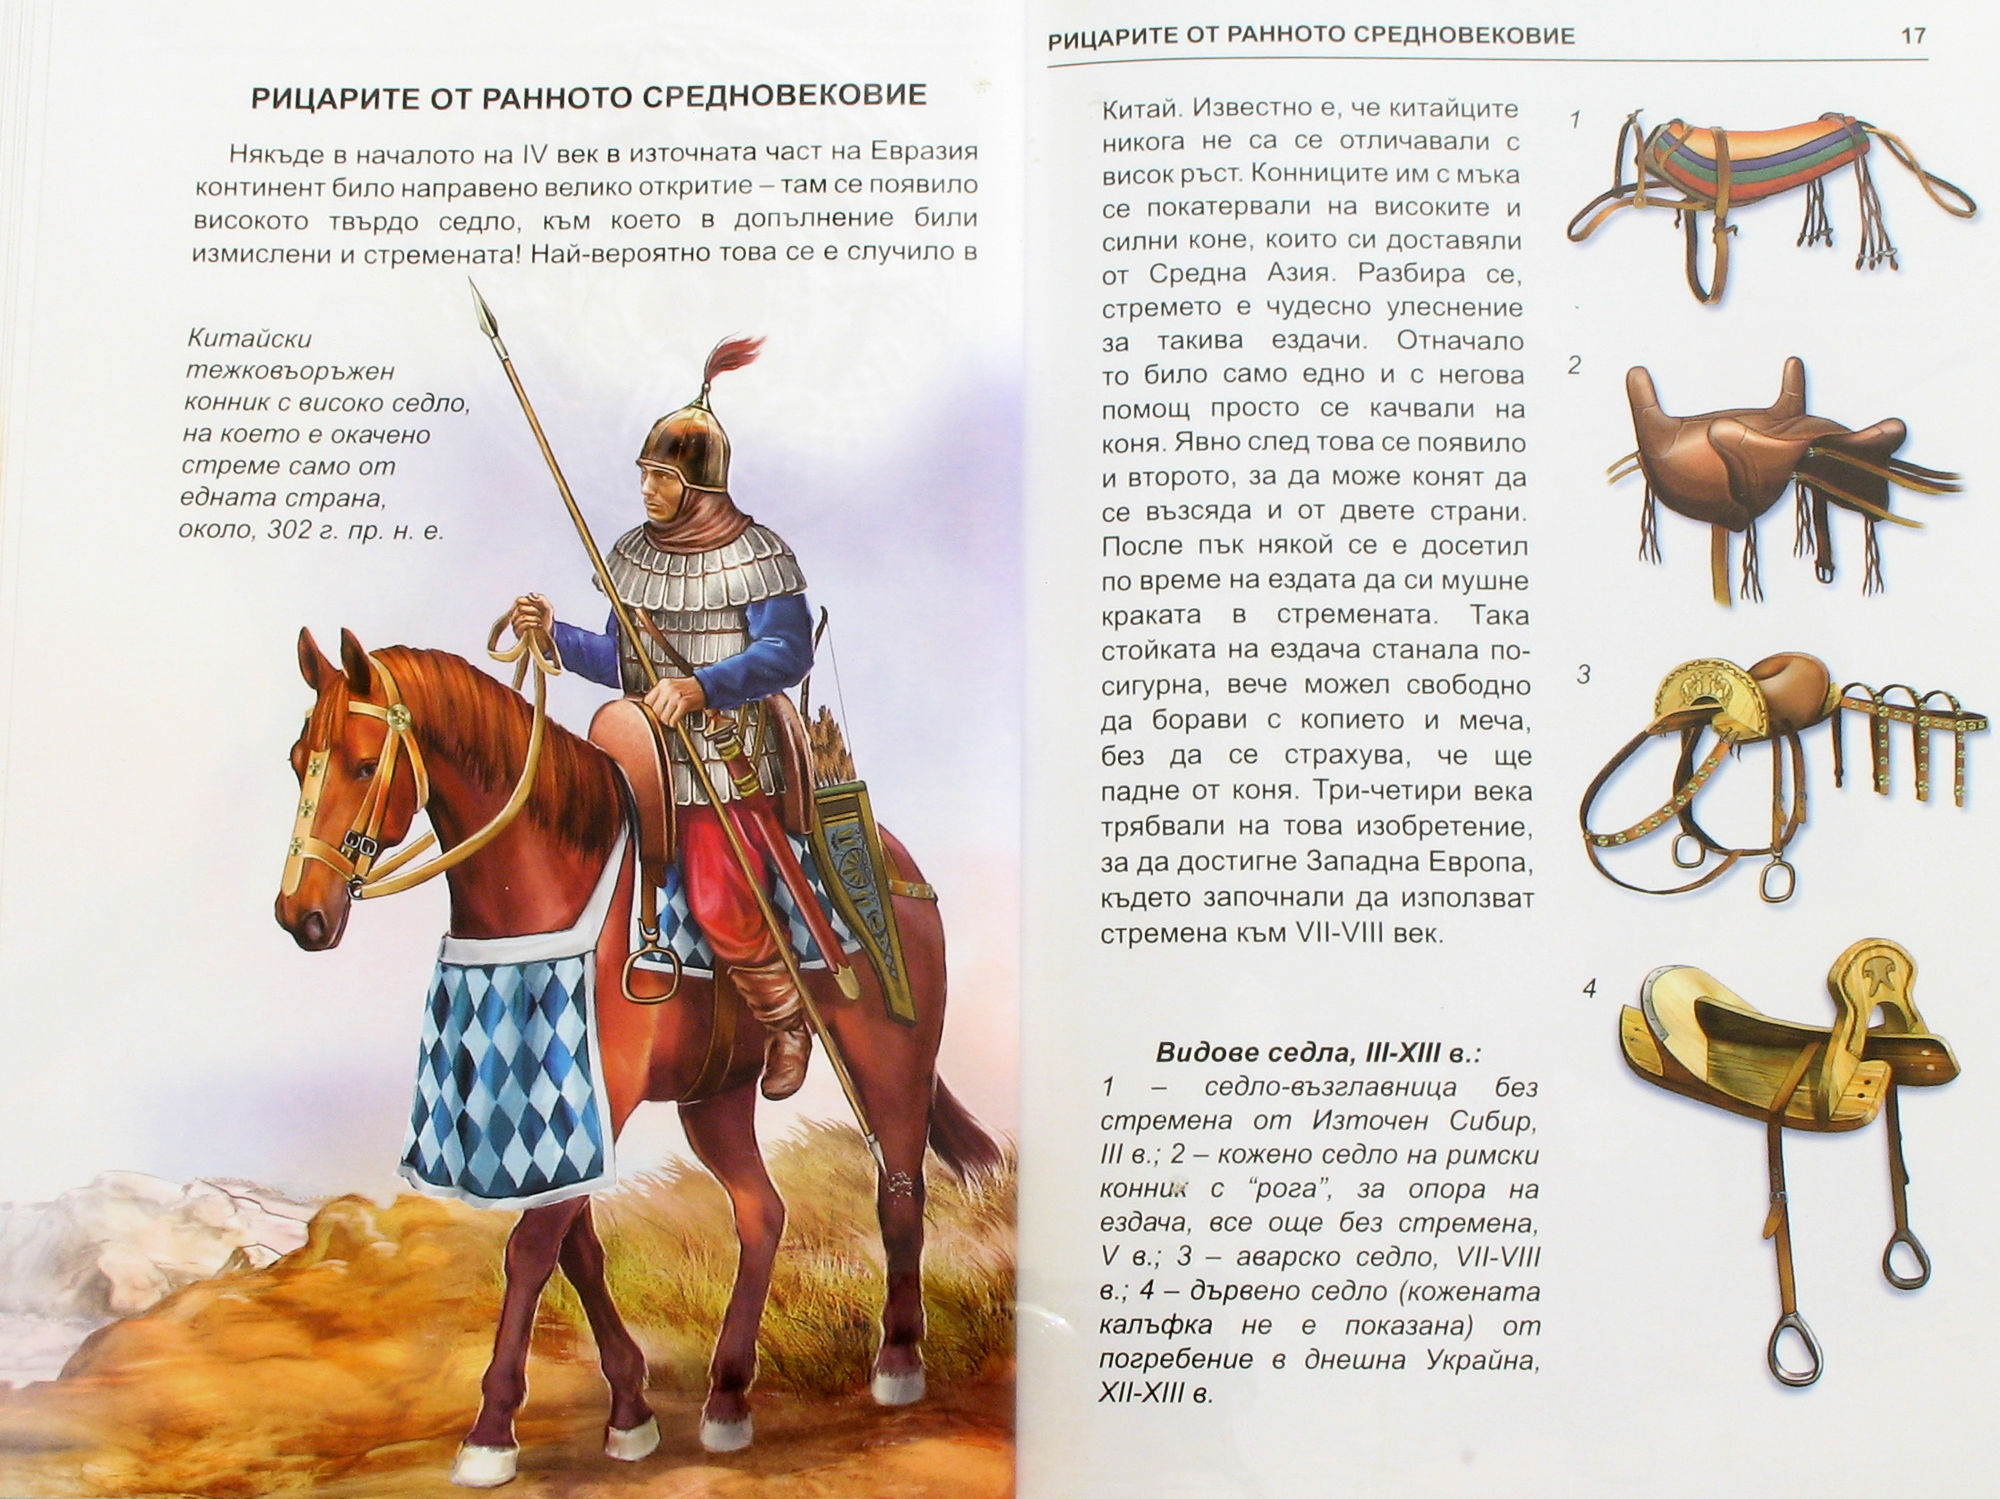 РИЦАРИТЕ ОТ РАННОТО СРЕДНОВЕКОВИЕ
Някъде в началото на IV век в източната част на Евразия
континент било направено велико откритие – там се появило
високото твърдо седло, към което в допълнение били
измислени и стремената! Най-вероятно това се е случило в
Китайски
тежковъоръжен
конник с високо седло,
на което е окачено
стреме само от
едната страна,
около, 302 г. пр. н. е.
РИЦАРИТЕ ОТ РАННОТО СРЕДНОВЕКОВИЕ 17
Китай. Известно е, че китайците
никога не са се отличавали с
висок ръст. Конниците им с мъка
се покатервали на високите и
силни коне, които си доставяли
от Средна Азия. Разбира се,
стремето е чудесно улеснение
за такива ездачи. Отначало
то било само едно и с негова
помощ просто се качвали на
коня. Явно след това се появило
и второто, за да може конят да
се възсяда и от двете страни.
После пък някой се е досетил
по време на ездата да си мушне
краката в стремената. Така
стойката на ездача станала по-
сигурна, вече можел свободно
да борави с копието и меча,
без да се страхува, че ще
падне от коня. Три-четири века
трябвали на това изобретение,
за да достигне Западна Европа,
където започнали да използват
стремена към VII-VIII век.
Видове седла, III-XIII в.:
1 – седло-възглавница без
стремена от Източен Сибир,
III в.; 2 – кожено седло на римски
конник с “рога”, за опора на
ездача, все още без стремена,
V в.; 3 – аварско седло, VII-VIII
в.; 4 – дървено седло (кожената
калъфка не е показана) от
погребение в днешна Украйна,
XII-XIII в.
1
2
3
4